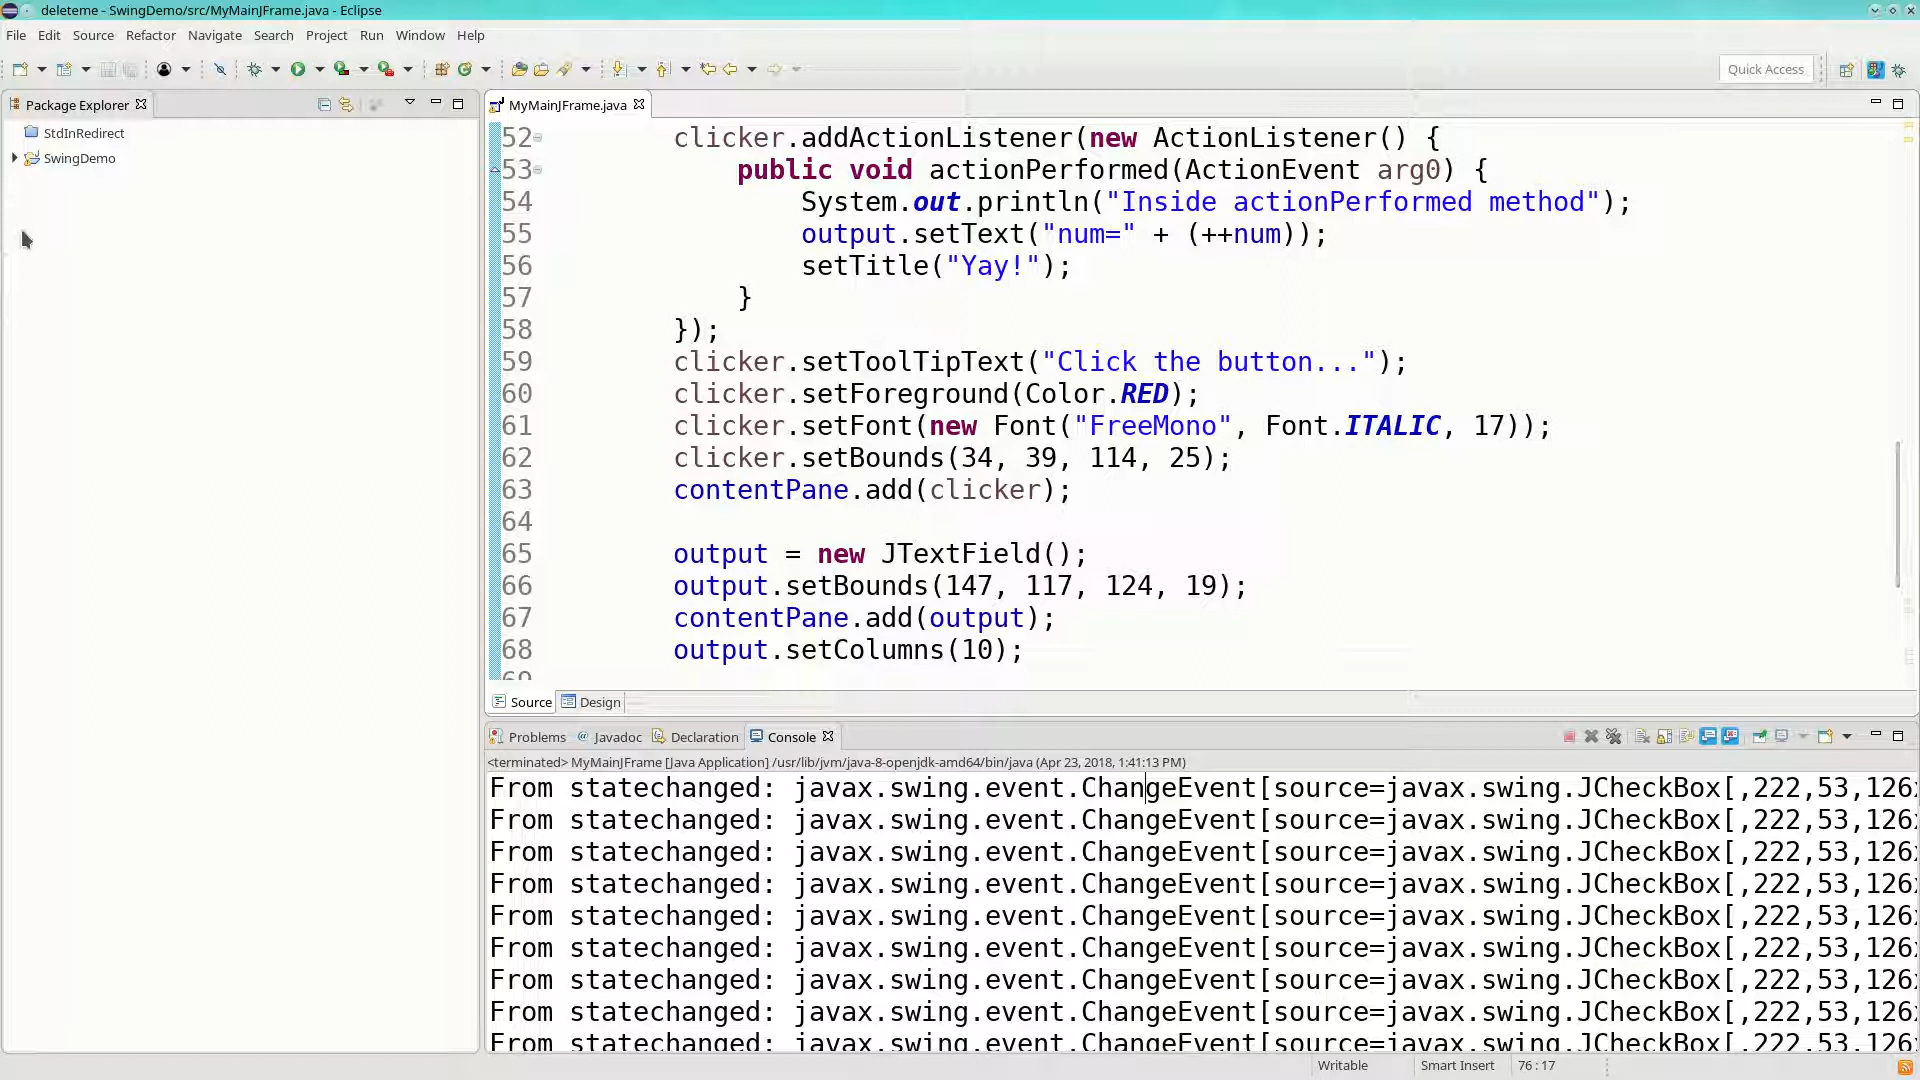 deleteme - SwingDemo/src/MyMainJFrame.java - Eclipse
File Edit Source Refactor Navigate Search Project Run Window Help
Quick Access
Package Explorer
StdInRedirect
SwingDemo
MyMainJFrame.java
52 clicker.addActionListener(new ActionListener() {
53 public void actionPerformed(ActionEvent arg0) {
54 System.out.println("Inside actionPerformed method");
55 output.setText("num=" + (++num));
56 setTitle("Yay!");
57 }
58 });
59 clicker.setToolTipText("Click the button...");
60 clicker.setForeground(Color.RED);
61 clicker.setFont(new Font("FreeMono", Font.ITALIC, 17));
62 clicker.setBounds(34, 39, 114, 25);
63 contentPane.add(clicker);
64
65 output = new JTextField();
66 output.setBounds(147, 117, 124, 19);
67 contentPane.add(output);
68 output.setColumns(10);
69
Source Design
Problems @ Javadoc Declaration Console
<terminated> MyMainJFrame [Java Application] /usr/lib/jvm/java-8-openjdk-amd64/bin/java (Apr 23, 2018, 1:41:13 PM)
From statechanged: javax.swing.event.ChangeEvent[source=javax.swing.JCheckBox[,222,53,126x
From statechanged: javax.swing.event.ChangeEvent[source=javax.swing.JCheckBox[,222,53,126x
From statechanged: javax.swing.event.ChangeEvent[source=javax.swing.JCheckBox[,222,53,126x
From statechanged: javax.swing.event.ChangeEvent[source=javax.swing.JCheckBox[,222,53,126x
From statechanged: javax.swing.event.ChangeEvent[source=javax.swing.JCheckBox[,222,53,126x
From statechanged: javax.swing.event.ChangeEvent[source=javax.swing.JCheckBox[,222,53,126x
From statechanged: javax.swing.event.ChangeEvent[source=javax.swing.JCheckBox[,222,53,126x
From statechanged: javax.swing.event.ChangeEvent[source=javax.swing.JCheckBox[,222,53,126x
From statechanged: javax.swing.event.ChangeEvent[source=javax.swing.JCheckBox[,222,53,126x
Writable Smart Insert 76 : 17